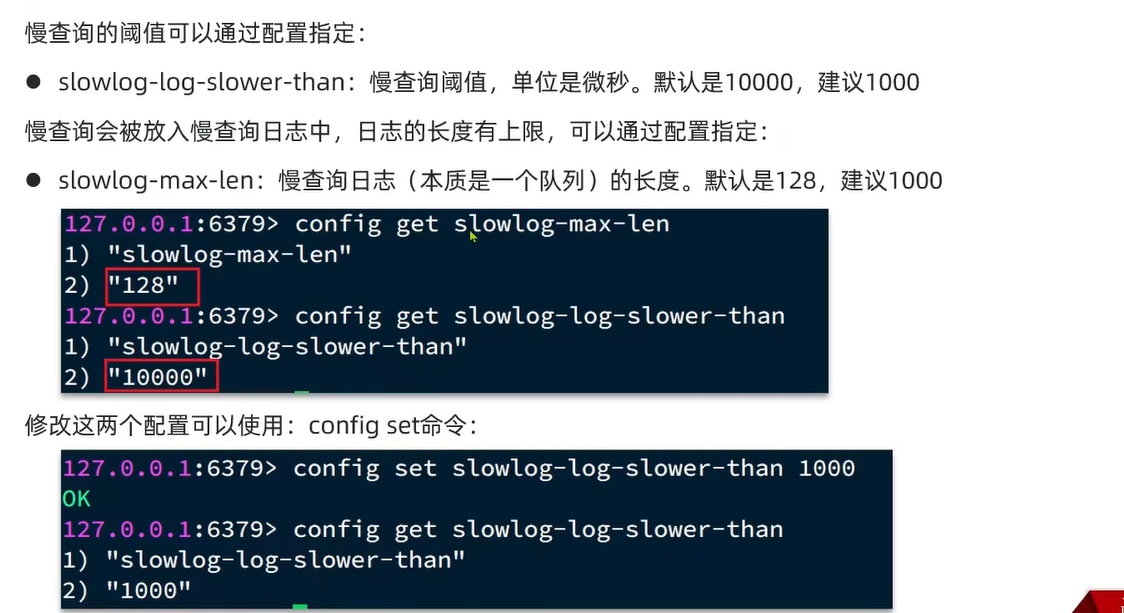 慢查询的阈值可以通过配置指定：
● slowlog-log-slower-than：慢查询阈值，单位是微秒。默认是10000，建议1000
慢查询会被放入慢查询日志中，日志的长度有上限，可以通过配置指定：
● slowlog-max-len：慢查询日志（本质是一个队列）的长度。默认是128，建议1000
127.0.0.1:6379> config get slowlog-max-len
1) "slowlog-max-len"
2) "128"
127.0.0.1:6379> config get slowlog-log-slower-than
1) "slowlog-log-slower-than"
2) "10000"
修改这两个配置可以使用：config set命令：
127.0.0.1:6379> config set slowlog-log-slower-than 1000
OK
127.0.0.1:6379> config get slowlog-log-slower-than
1) "slowlog-log-slower-than"
2) "1000"